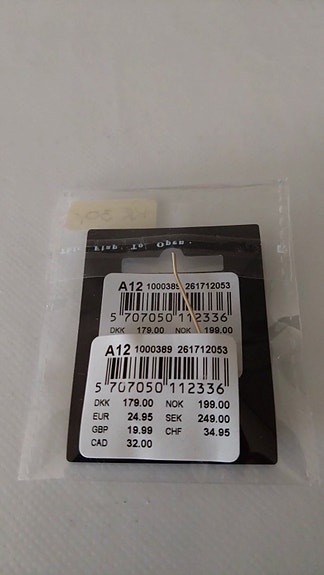 KR 30,-
To Open.
A12 1000389 261712053
5 707050 112336
DKK 179.00 NOK 199.00
A12 1000389 261712053
5 707050 112336
DKK 179.00 NOK 199.00
EUR 24.95 SEK 249.00
GBP 19.99 CHF 34.95
CAD 32.00